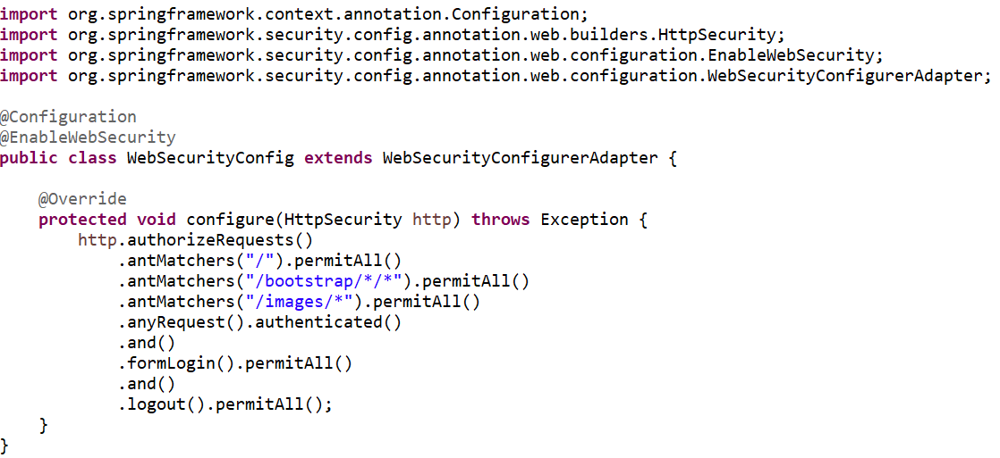 import org.springframework.context.annotation.Configuration;
import org.springframework.security.config.annotation.web.builders.HttpSecurity;
import org.springframework.security.config.annotation.web.configuration.EnableWebSecurity;
import org.springframework.security.config.annotation.web.configuration.WebSecurityConfigurerAdapter;

@Configuration
@EnableWebSecurity
public class WebSecurityConfig extends WebSecurityConfigurerAdapter {

    @Override
    protected void configure(HttpSecurity http) throws Exception {
        http.authorizeRequests()
            .antMatchers("/").permitAll()
            .antMatchers("/bootstrap/*/*").permitAll()
            .antMatchers("/images/*").permitAll()
            .anyRequest().authenticated()
            .and()
            .formLogin().permitAll()
            .and()
            .logout().permitAll();
    }
}